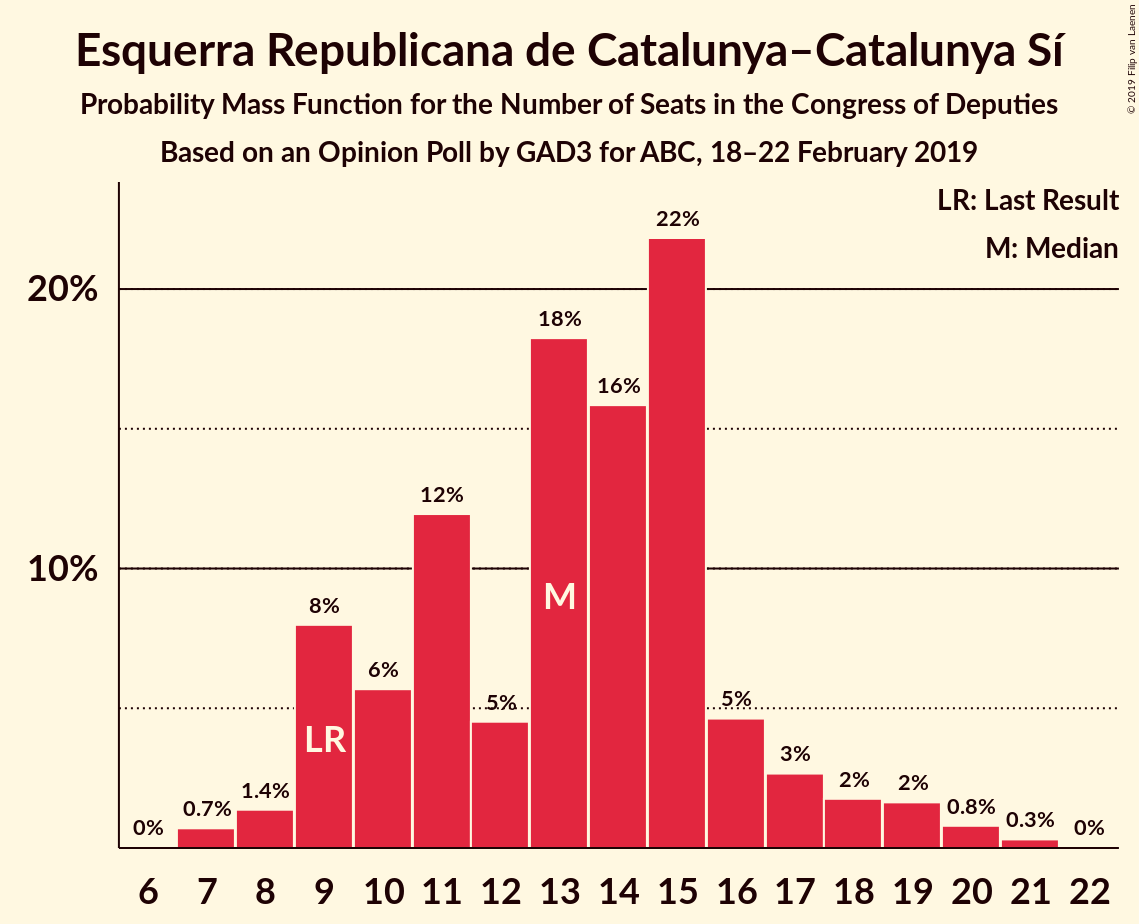 Esquerra Republicana de Catalunya–Catalunya Sí
Probability Mass Function for the Number of Seats in the Congress of Deputies
Based on an Opinion Poll by GAD3 for ABC, 18–22 February 2019
© 2019 Filip van Laenen
LR: Last Result
M: Median
20%
10%
0%
0.7%
1.4%
8%
6%
12%
5%
18%
16%
22%
5%
3%
2%
2%
0.8%
0.3%
0%
LR
M
6 7 8 9 10 11 12 13 14 15 16 17 18 19 20 21 22